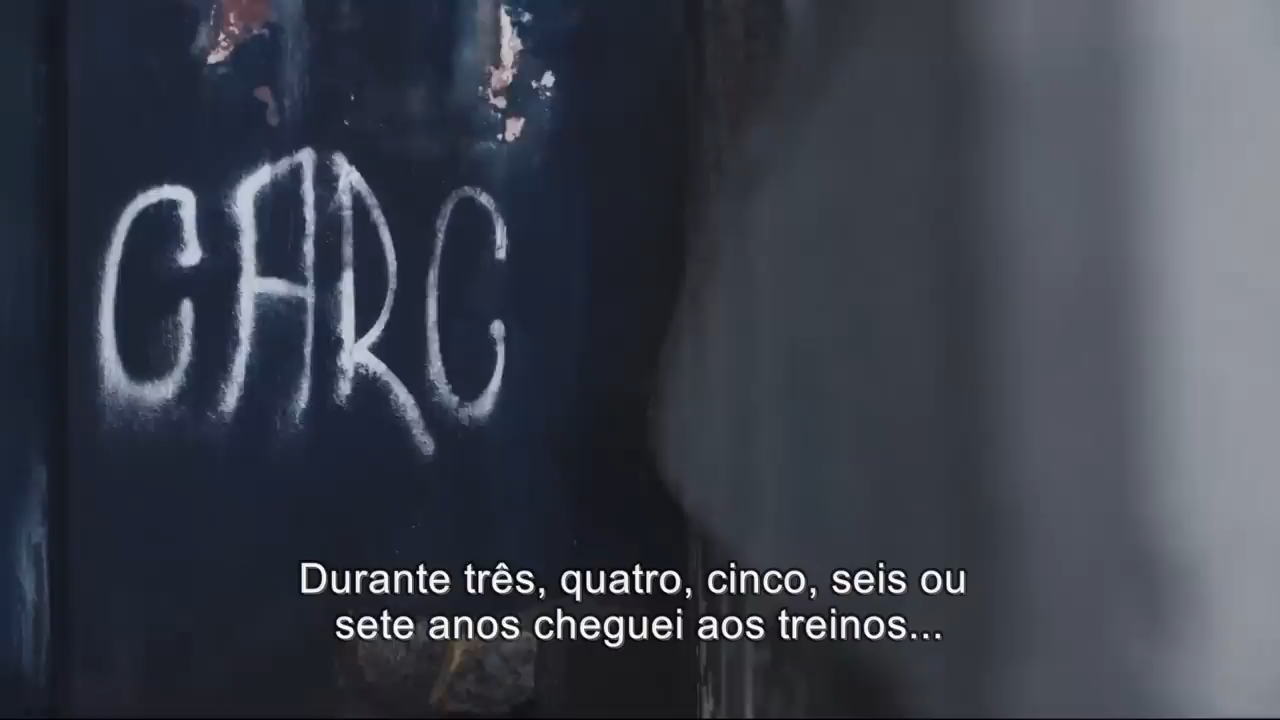 CARC
Durante três, quatro, cinco, seis ou
sete anos cheguei aos treinos...